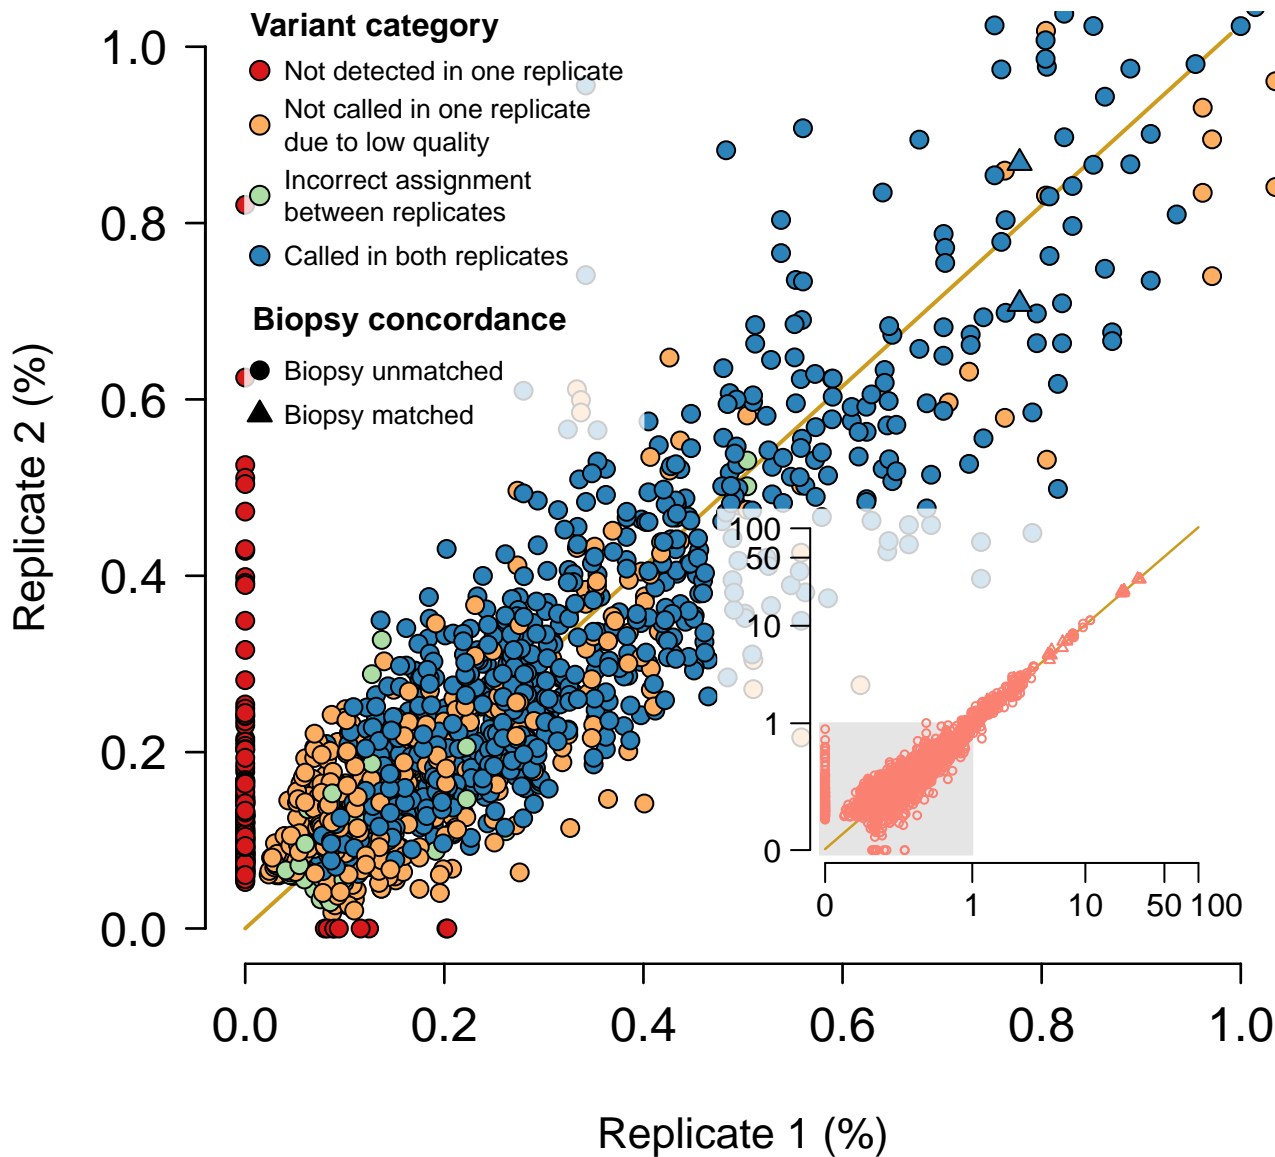 Variant category
Not detected in one replicate
Not called in one replicate
due to low quality
Incorrect assignment
between replicates
Called in both replicates
Biopsy concordance
Biopsy unmatched
Biopsy matched
Replicate 2 (%)
1.0
0.8
0.6
0.4
0.2
0.0
0.0 0.2 0.4 0.6 0.8 1.0
Replicate 1 (%)
100
50
10
1
0
0 1 10 50 100